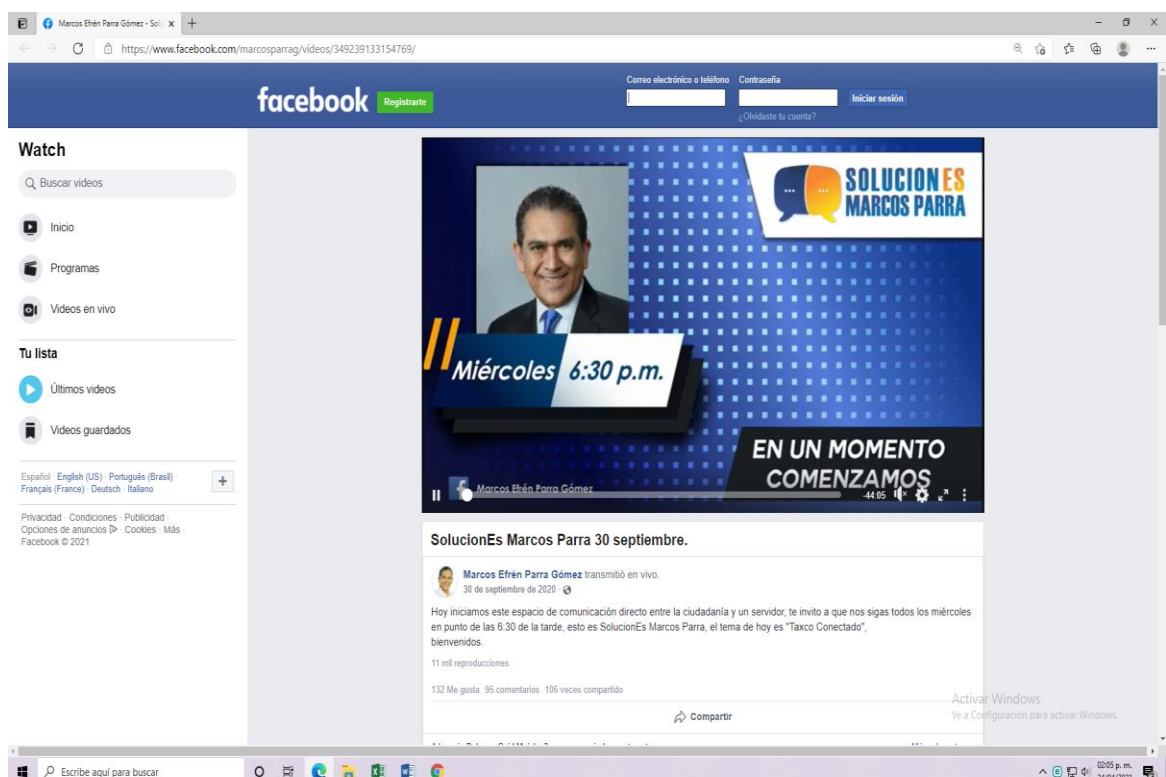 Marcos Efrén Parra Gómez - Sol
https://www.facebook.com/marcosparrag/videos/349239133154769/
facebook
Registrarte
Correo electrónico o teléfono
Contraseña
Iniciar sesión
¿Olvidaste tu cuenta?
Watch
Buscar videos
Inicio
Programas
Videos en vivo
Tu lista
Últimos videos
Videos guardados
Español · English (US) · Português (Brasil) ·
Français (France) · Deutsch · Italiano
Privacidad · Condiciones · Publicidad ·
Opciones de anuncios · Cookies · Más ·
Facebook © 2021
SOLUCIONES
MARCOS PARRA
Miércoles 6:30 p.m.
EN UN MOMENTO
COMENZAMOS
Marcos Efrén Parra Gómez
-44:05
SolucionEs Marcos Parra 30 septiembre.
Marcos Efrén Parra Gómez transmitió en vivo.
30 de septiembre de 2020 ·
Hoy iniciamos este espacio de comunicación directo entre la ciudadanía y un servidor, te invito a que nos sigas todos los miércoles
en punto de las 6:30 de la tarde, esto es SolucionEs Marcos Parra, el tema de hoy es "Taxco Conectado",
bienvenidos.
11 mil reproducciones
132 Me gusta 95 comentarios 106 veces compartido
Compartir
Activar Windows
Ve a Configuración para activar Windows.
Escribe aquí para buscar
02:05 p. m.